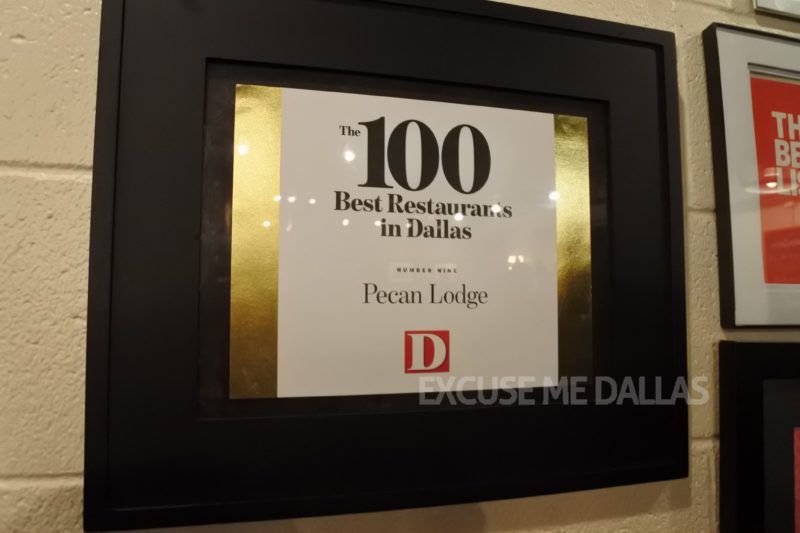 The 100
Best Restaurants
in Dallas
NUMBER NINE
Pecan Lodge
D
EXCUSE ME DALLAS